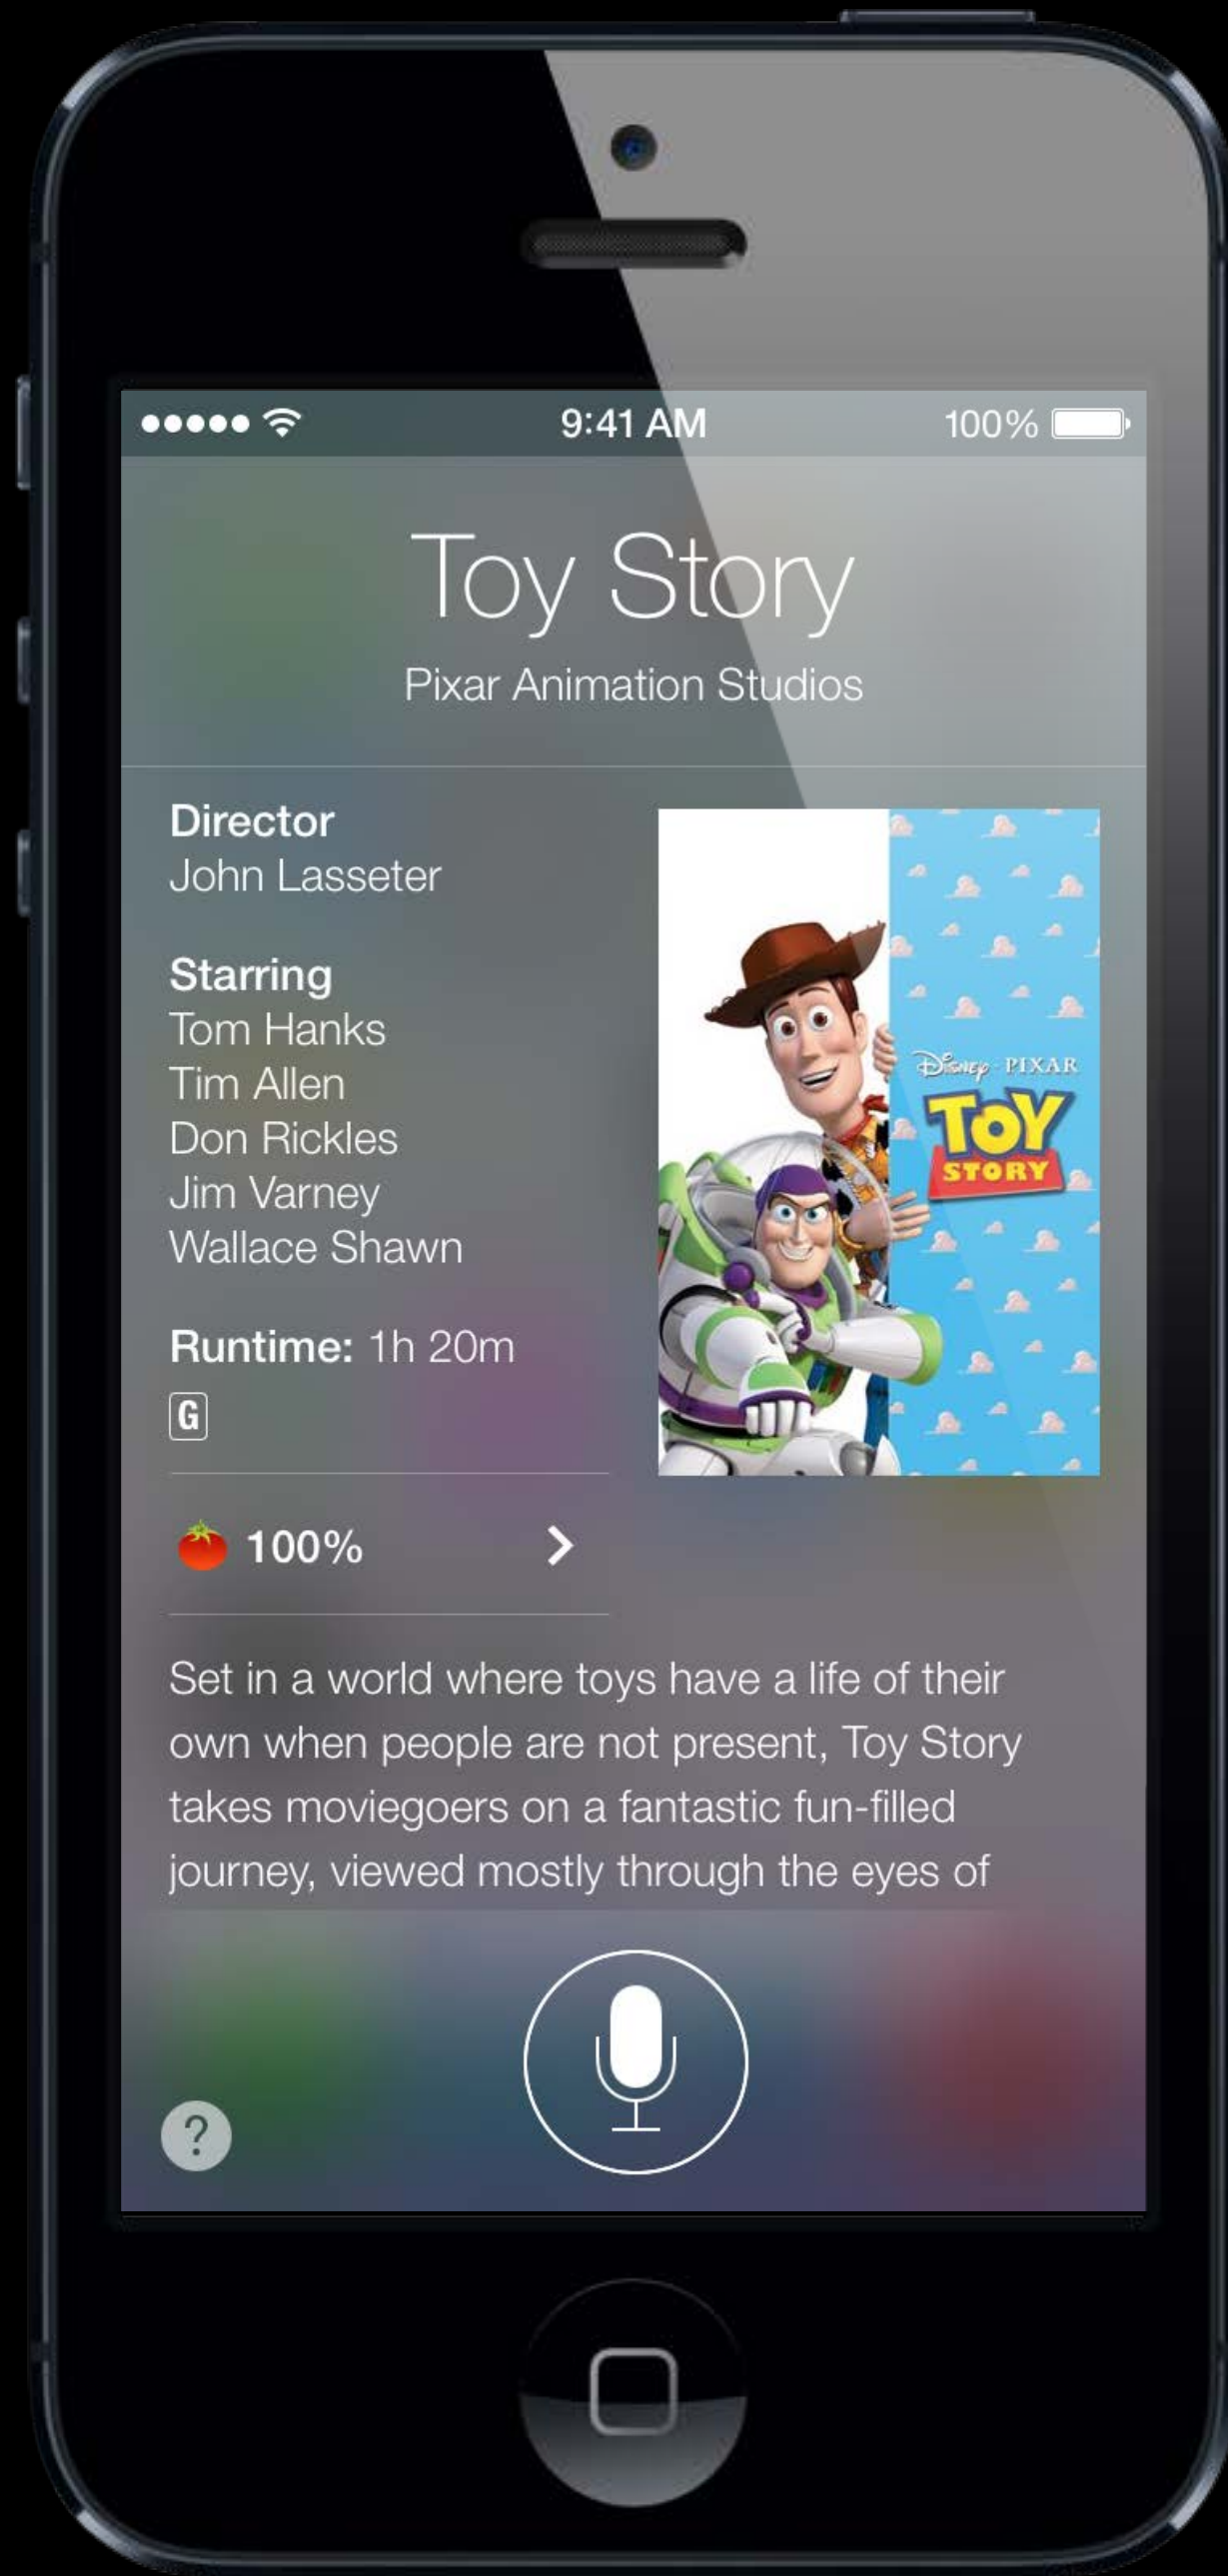 9:41 AM
100%
Toy Story
Pixar Animation Studios
Director
John Lasseter
Starring
Tom Hanks
Tim Allen
Don Rickles
Jim Varney
Wallace Shawn
Runtime: 1h 20m
G
DISNEY · PIXAR
TOY
STORY
100%
Set in a world where toys have a life of their
own when people are not present, Toy Story
takes moviegoers on a fantastic fun-filled
journey, viewed mostly through the eyes of
?